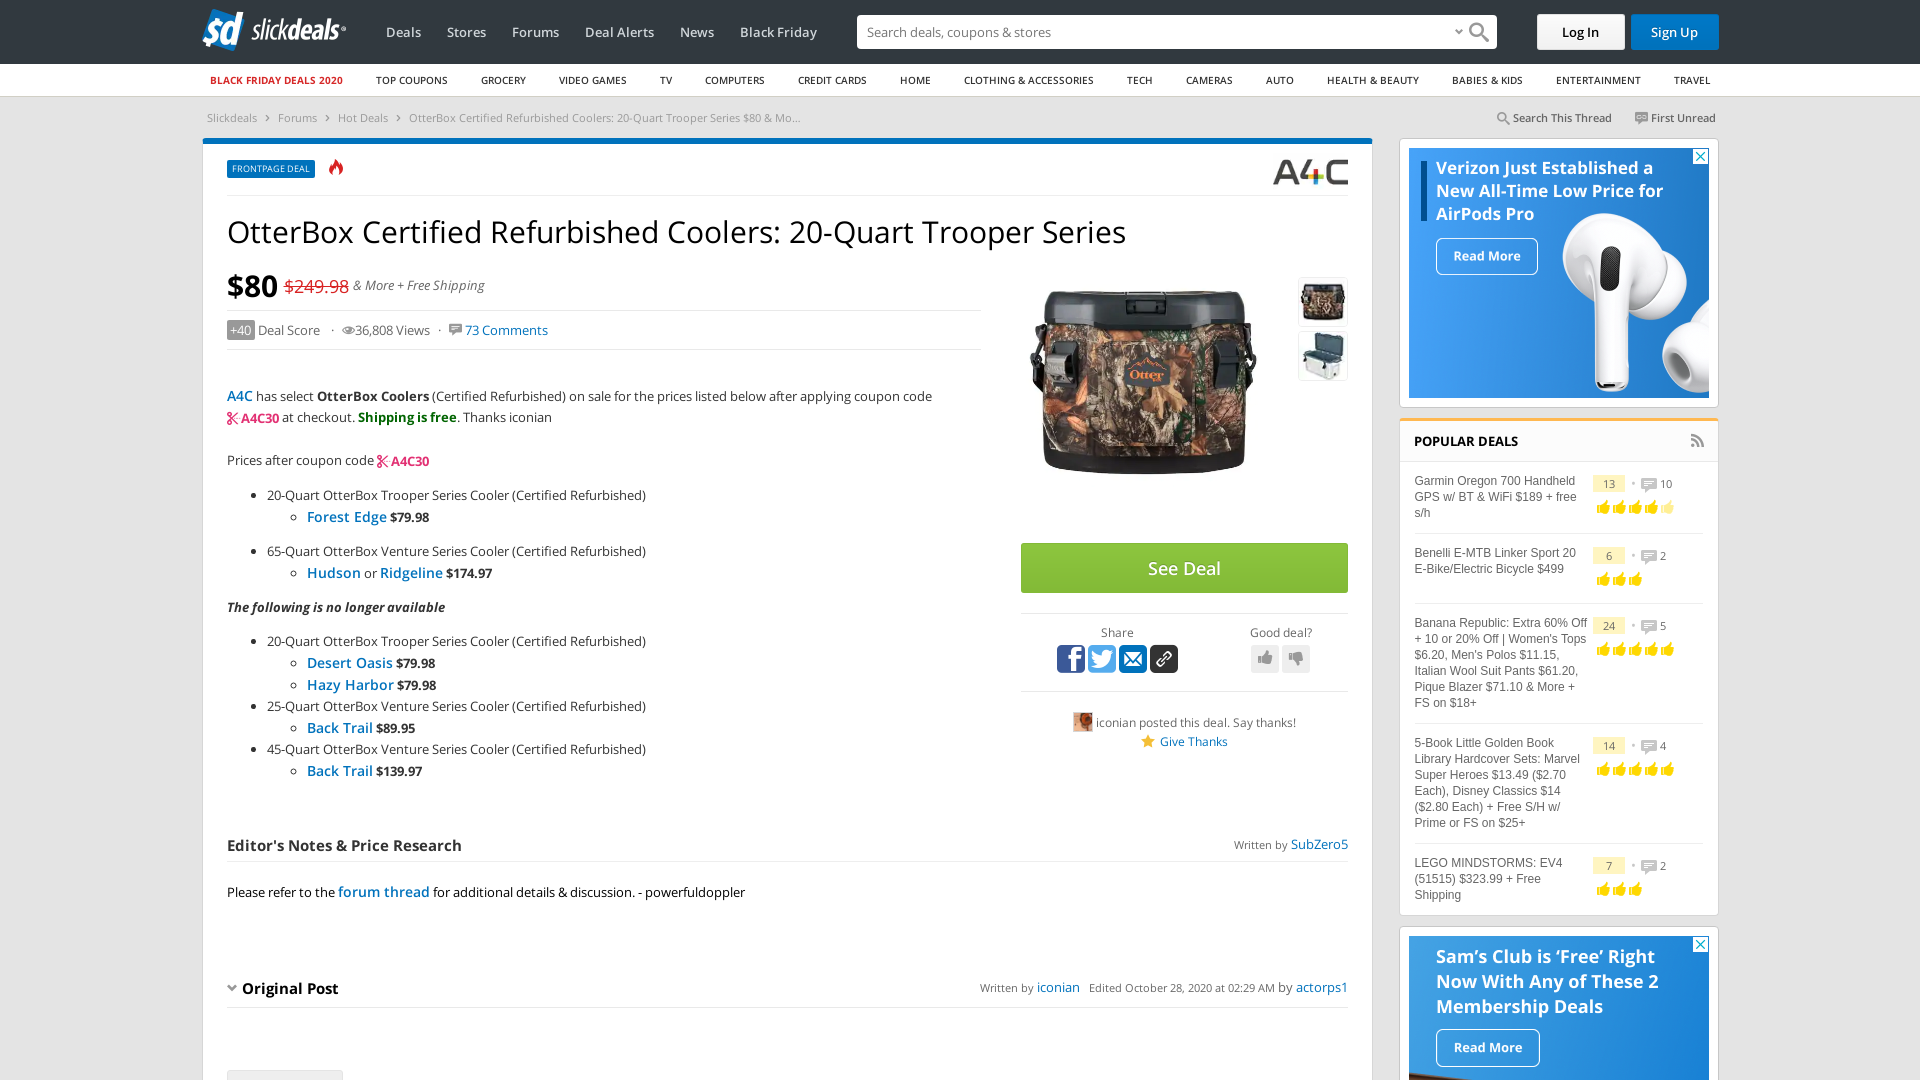 sd slickdeals
Deals Stores Forums Deal Alerts News Black Friday
Search deals, coupons & stores
Log In Sign Up
BLACK FRIDAY DEALS 2020 TOP COUPONS GROCERY VIDEO GAMES TV COMPUTERS CREDIT CARDS HOME CLOTHING & ACCESSORIES TECH CAMERAS AUTO HEALTH & BEAUTY BABIES & KIDS ENTERTAINMENT TRAVEL
Slickdeals › Forums › Hot Deals › OtterBox Certified Refurbished Coolers: 20-Quart Trooper Series $80 & Mo...
Search This Thread First Unread
FRONTPAGE DEAL
A4C
OtterBox Certified Refurbished Coolers: 20-Quart Trooper Series
$80 $249.98 & More + Free Shipping
+40 Deal Score · 36,808 Views · 73 Comments
A4C has select OtterBox Coolers (Certified Refurbished) on sale for the prices listed below after applying coupon code
A4C30 at checkout. Shipping is free. Thanks iconian
Prices after coupon code A4C30
20-Quart OtterBox Trooper Series Cooler (Certified Refurbished)
Forest Edge $79.98
65-Quart OtterBox Venture Series Cooler (Certified Refurbished)
Hudson or Ridgeline $174.97
The following is no longer available
20-Quart OtterBox Trooper Series Cooler (Certified Refurbished)
Desert Oasis $79.98
Hazy Harbor $79.98
25-Quart OtterBox Venture Series Cooler (Certified Refurbished)
Back Trail $89.95
45-Quart OtterBox Venture Series Cooler (Certified Refurbished)
Back Trail $139.97
Otter
See Deal
Share Good deal?
iconian posted this deal. Say thanks!
Give Thanks
Editor's Notes & Price Research
Written by SubZero5
Please refer to the forum thread for additional details & discussion. - powerfuldoppler
Original Post
Written by iconian Edited October 28, 2020 at 02:29 AM by actorps1
Verizon Just Established a
New All-Time Low Price for
AirPods Pro
Read More
POPULAR DEALS
Garmin Oregon 700 Handheld
GPS w/ BT & WiFi $189 + free
s/h
13 · 10
Benelli E-MTB Linker Sport 20
E-Bike/Electric Bicycle $499
6 · 2
Banana Republic: Extra 60% Off
+ 10 or 20% Off | Women's Tops
$6.20, Men's Polos $11.15,
Italian Wool Suit Pants $61.20,
Pique Blazer $71.10 & More +
FS on $18+
24 · 5
5-Book Little Golden Book
Library Hardcover Sets: Marvel
Super Heroes $13.49 ($2.70
Each), Disney Classics $14
($2.80 Each) + Free S/H w/
Prime or FS on $25+
14 · 4
LEGO MINDSTORMS: EV4
(51515) $323.99 + Free
Shipping
7 · 2
Sam's Club is ‘Free’ Right
Now With Any of These 2
Membership Deals
Read More